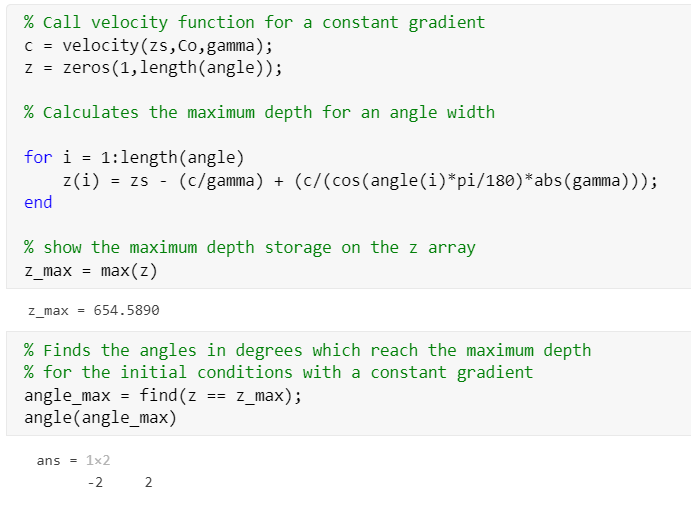 % Call velocity function for a constant gradient
c = velocity(zs,Co,gamma);
z = zeros(1,length(angle));
% Calculates the maximum depth for an angle width
for i = 1:length(angle)
z(i) = zs - (c/gamma) + (c/(cos(angle(i)*pi/180)*abs(gamma)));
end
% show the maximum depth storage on the z array
z_max = max(z)
z_max = 654.5890
% Finds the angles in degrees which reach the maximum depth
% for the initial conditions with a constant gradient
angle_max = find(z == z_max);
angle(angle_max)
ans = 1×2
-2 2